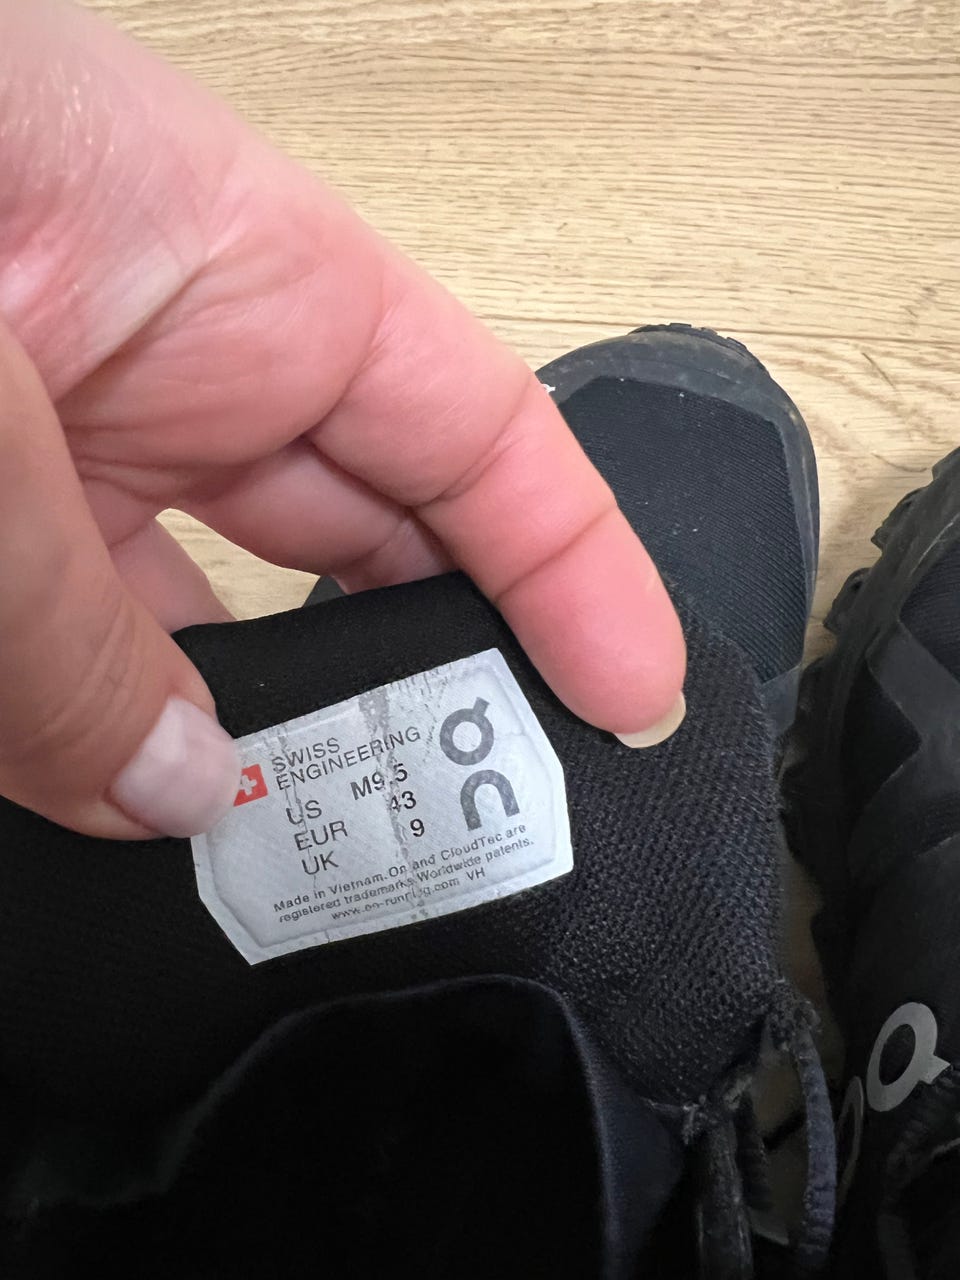 SWISS
ENGINEERING
US M9.5
EUR 43
UK 9
On
Made in Vietnam. On and CloudTec are
registered trademarks. Worldwide patents.
www.on-running.com VH